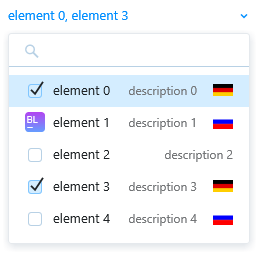 element 0, element 3
element 0 description 0
BL element 1 description 1
element 2 description 2
element 3 description 3
element 4 description 4